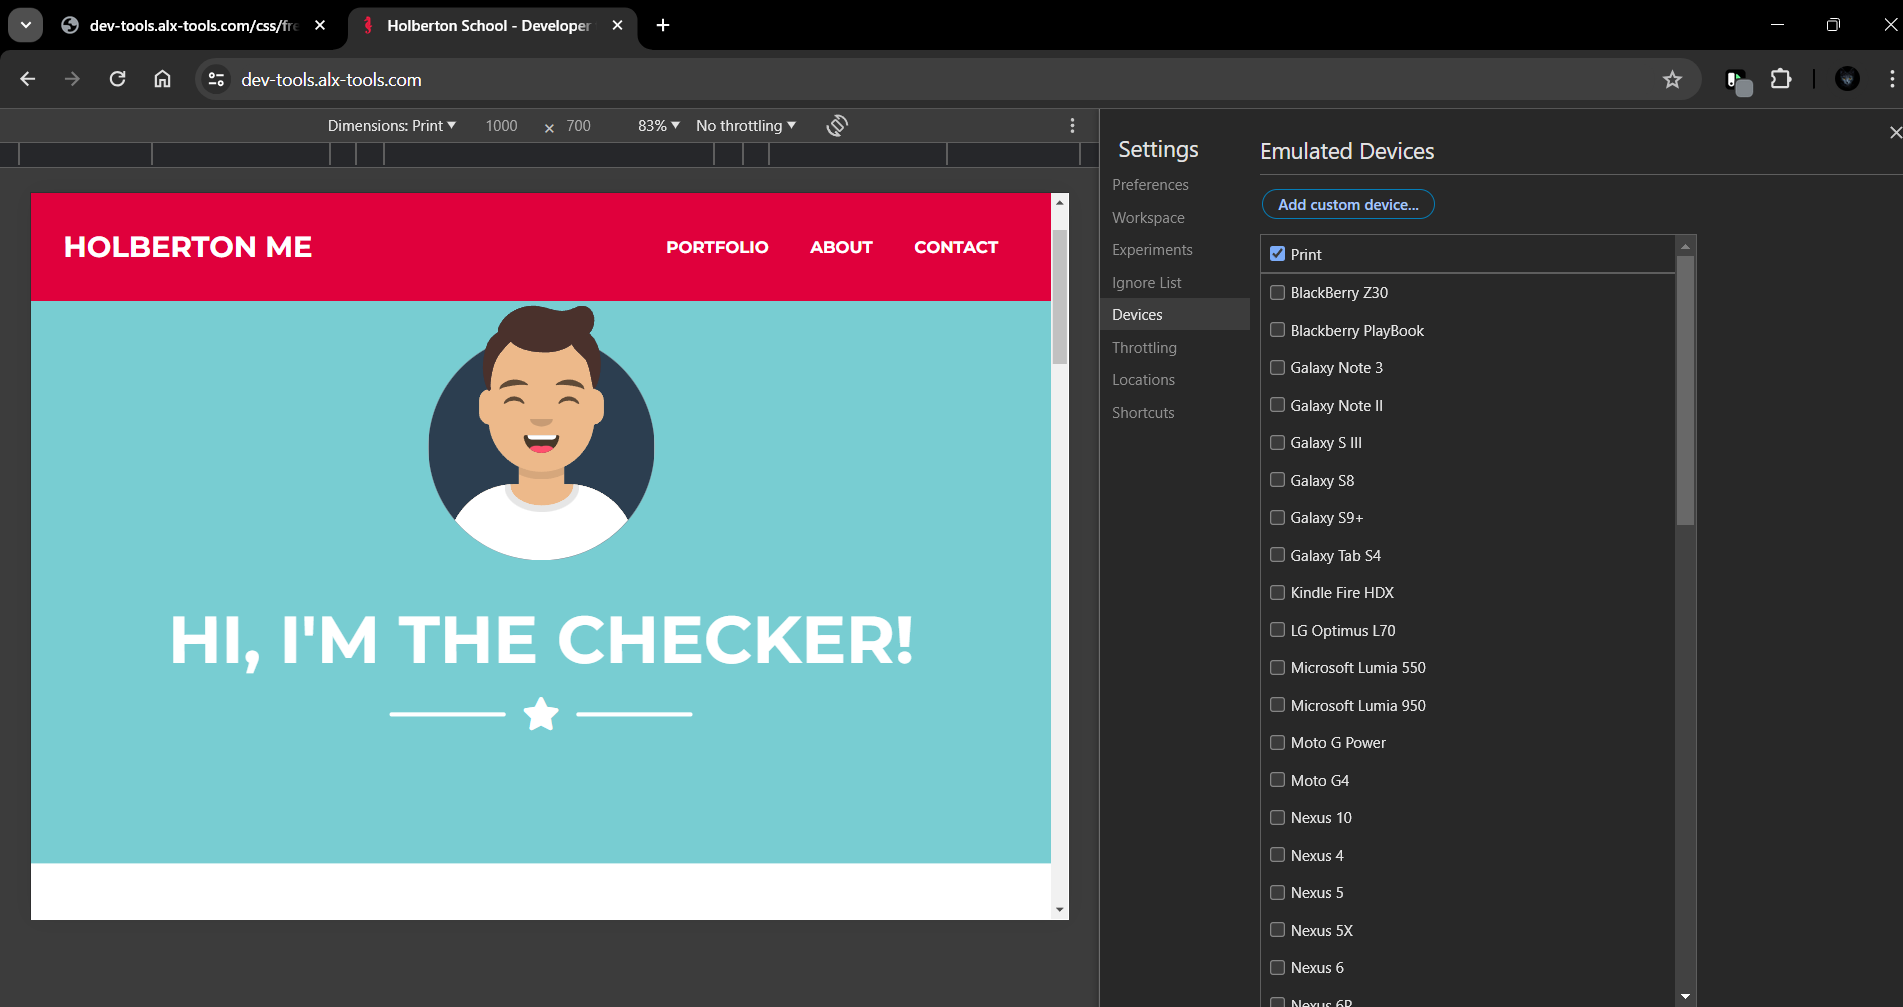 dev-tools.alx-tools.com/css/fre
Holberton School - Developer
dev-tools.alx-tools.com
Dimensions: Print 1000 × 700 83% No throttling
Settings
Preferences
Workspace
Experiments
Ignore List
Devices
Throttling
Locations
Shortcuts
Emulated Devices
Add custom device...
Print
BlackBerry Z30
Blackberry PlayBook
Galaxy Note 3
Galaxy Note II
Galaxy S III
Galaxy S8
Galaxy S9+
Galaxy Tab S4
Kindle Fire HDX
LG Optimus L70
Microsoft Lumia 550
Microsoft Lumia 950
Moto G Power
Moto G4
Nexus 10
Nexus 4
Nexus 5
Nexus 5X
Nexus 6
Nexus 6P
HOLBERTON ME
PORTFOLIO ABOUT CONTACT
HI, I'M THE CHECKER!